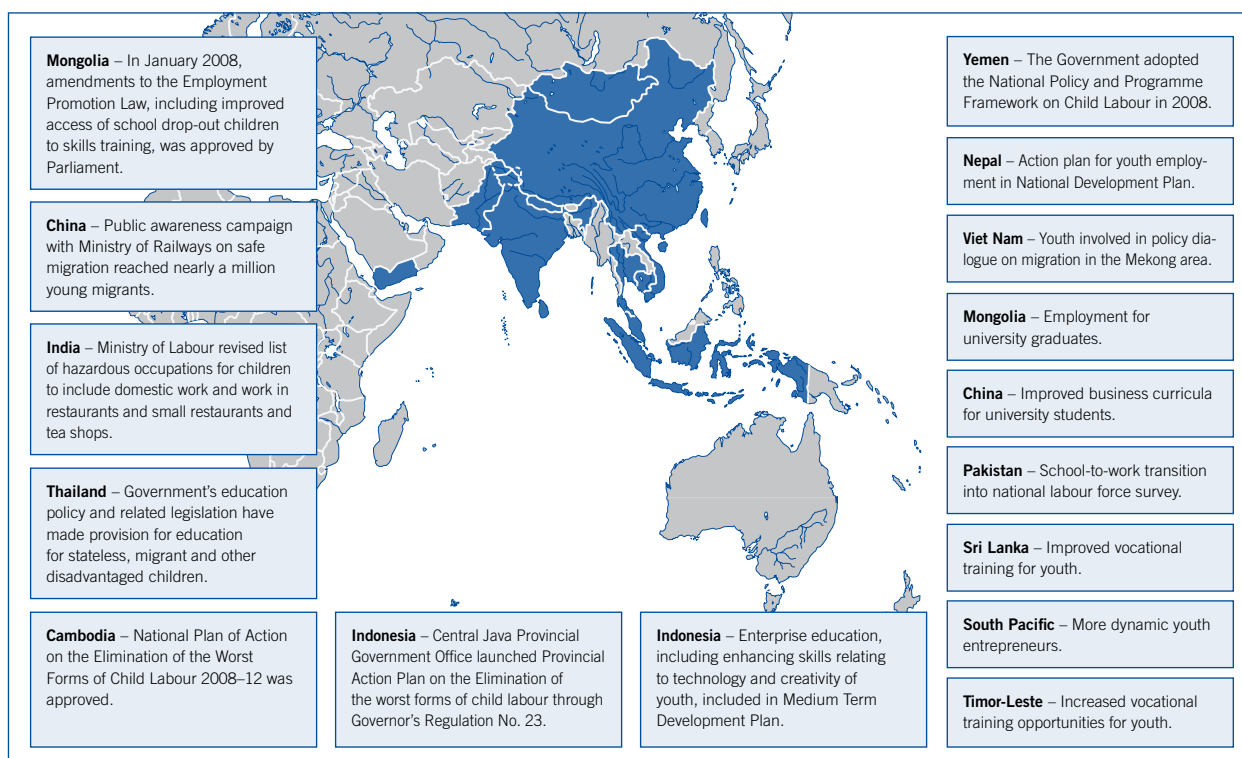 Mongolia – In January 2008,
amendments to the Employment
Promotion Law, including improved
access of school drop-out children
to skills training, was approved by
Parliament.
China – Public awareness campaign
with Ministry of Railways on safe
migration reached nearly a million
young migrants.
India – Ministry of Labour revised list
of hazardous occupations for children
to include domestic work and work in
restaurants and small restaurants and
tea shops.
Thailand – Government's education
policy and related legislation have
made provision for education
for stateless, migrant and other
disadvantaged children.
Cambodia – National Plan of Action
on the Elimination of the Worst
Forms of Child Labour 2008–12 was
approved.
Indonesia – Central Java Provincial
Government Office launched Provincial
Action Plan on the Elimination of
the worst forms of child labour through
Governor's Regulation No. 23.
Indonesia – Enterprise education,
including enhancing skills relating
to technology and creativity of
youth, included in Medium Term
Development Plan.
Yemen – The Government adopted
the National Policy and Programme
Framework on Child Labour in 2008.
Nepal – Action plan for youth employ-
ment in National Development Plan.
Viet Nam – Youth involved in policy dia-
logue on migration in the Mekong area.
Mongolia – Employment for
university graduates.
China – Improved business curricula
for university students.
Pakistan – School-to-work transition
into national labour force survey.
Sri Lanka – Improved vocational
training for youth.
South Pacific – More dynamic youth
entrepreneurs.
Timor-Leste – Increased vocational
training opportunities for youth.